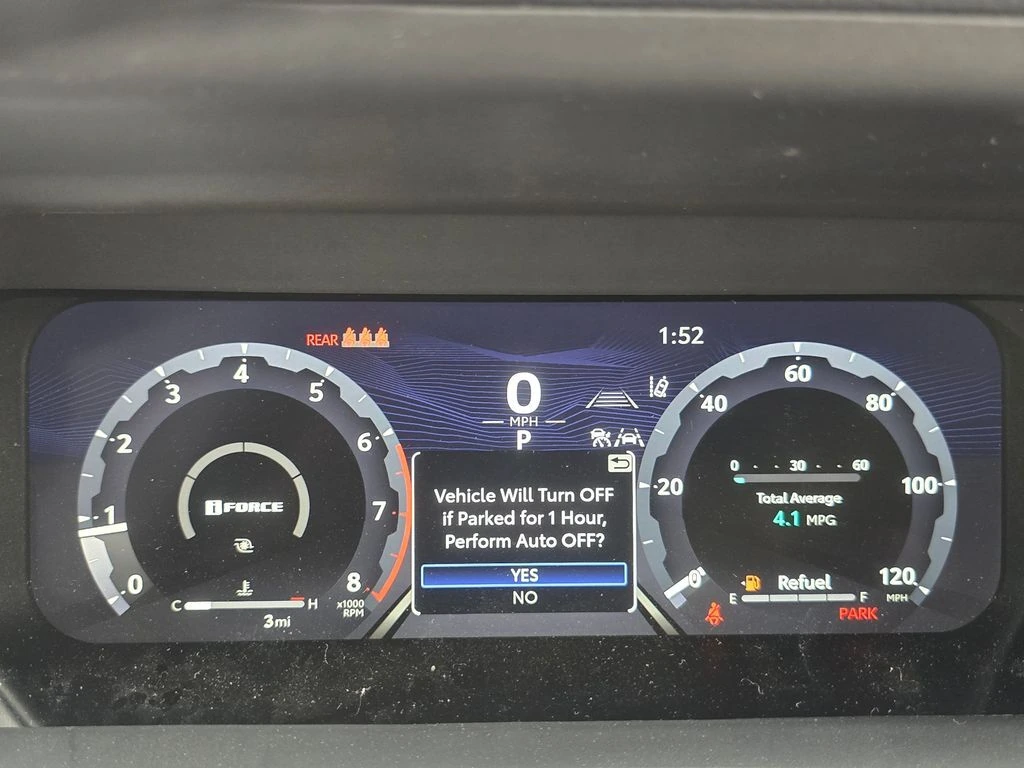 REAR
1:52
0
MPH
P
0
1
2
3
4
5
6
7
8
x1000
RPM
iFORCE
C
H
3mi
Vehicle Will Turn OFF
if Parked for 1 Hour,
Perform Auto OFF?
YES
NO
0
20
40
60
80
100
120
MPH
0 30 60
Total Average
4.1 MPG
Refuel
E
F
PARK